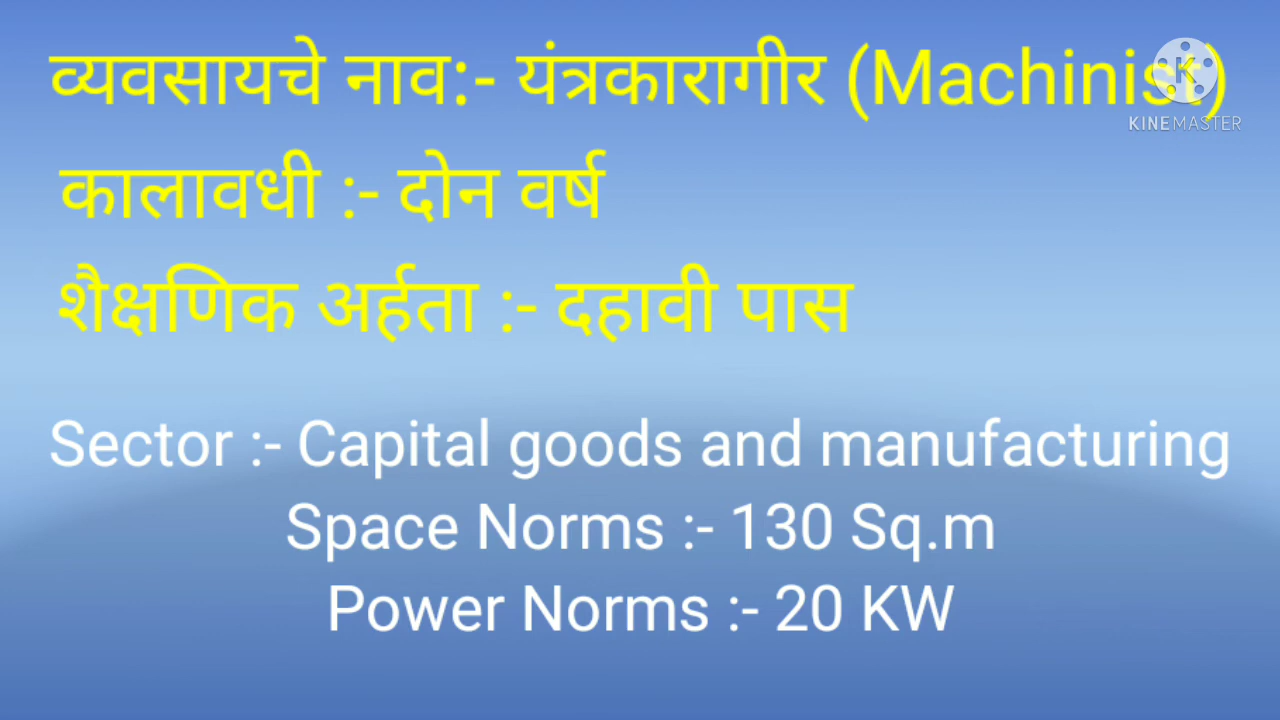 व्यवसायचे नाव:- यंत्रकारागीर (Machinist)
KINEMASTER
कालावधी :- दोन वर्ष
शैक्षणिक अर्हता :- दहावी पास
Sector :- Capital goods and manufacturing
Space Norms :- 130 Sq.m
Power Norms :- 20 KW